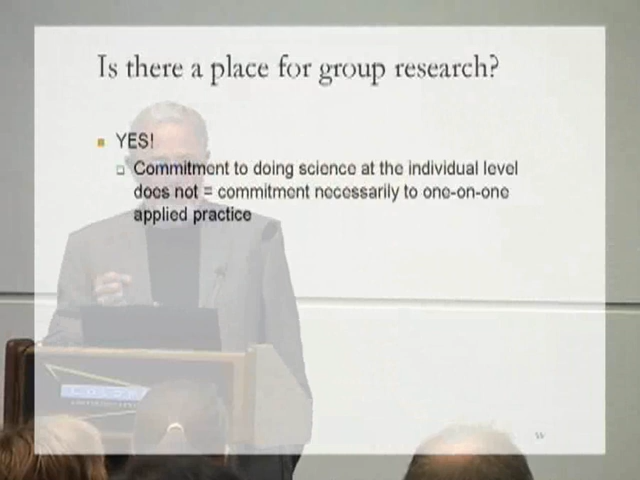 Is there a place for group research?
YES!
Commitment to doing science at the individual level
does not = commitment necessarily to one-on-one
applied practice